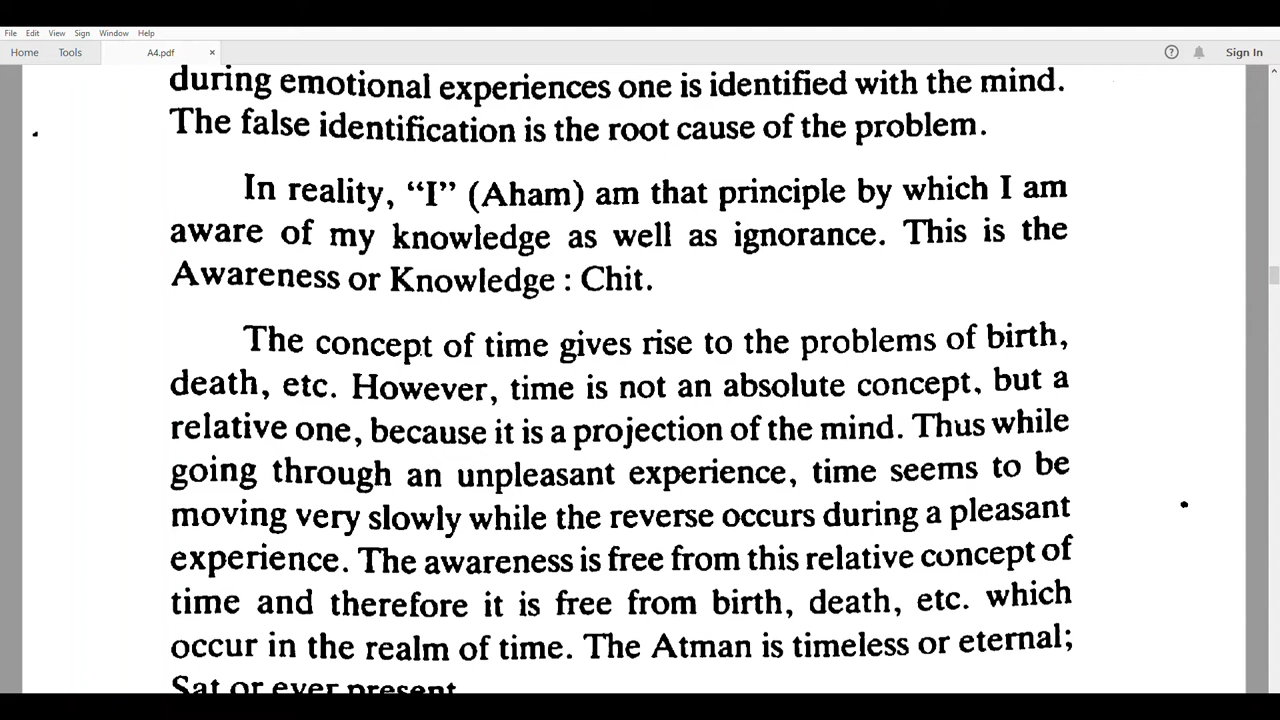 File Edit View Sign Window Help
Home Tools A4.pdf × ? Sign In
during emotional experiences one is identified with the mind.
The false identification is the root cause of the problem.
In reality, “I” (Aham) am that principle by which I am
aware of my knowledge as well as ignorance. This is the
Awareness or Knowledge : Chit.
The concept of time gives rise to the problems of birth,
death, etc. However, time is not an absolute concept, but a
relative one, because it is a projection of the mind. Thus while
going through an unpleasant experience, time seems to be
moving very slowly while the reverse occurs during a pleasant
experience. The awareness is free from this relative concept of
time and therefore it is free from birth, death, etc. which
occur in the realm of time. The Atman is timeless or eternal;
Sat or ever present